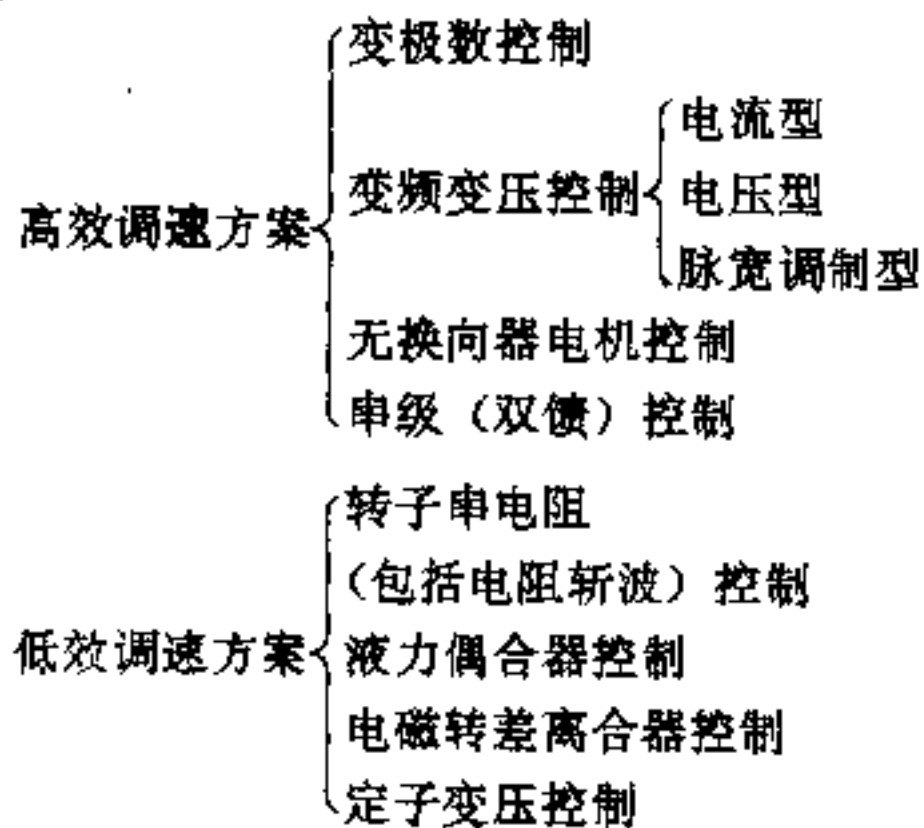 变极数控制
电流型
变频变压控制
电压型
高效调速方案
脉宽调制型
无换向器电机控制
串级（双馈）控制
转子串电阻
（包括电阻斩波）控制
低效调速方案
液力偶合器控制
电磁转差离合器控制
定子变压控制